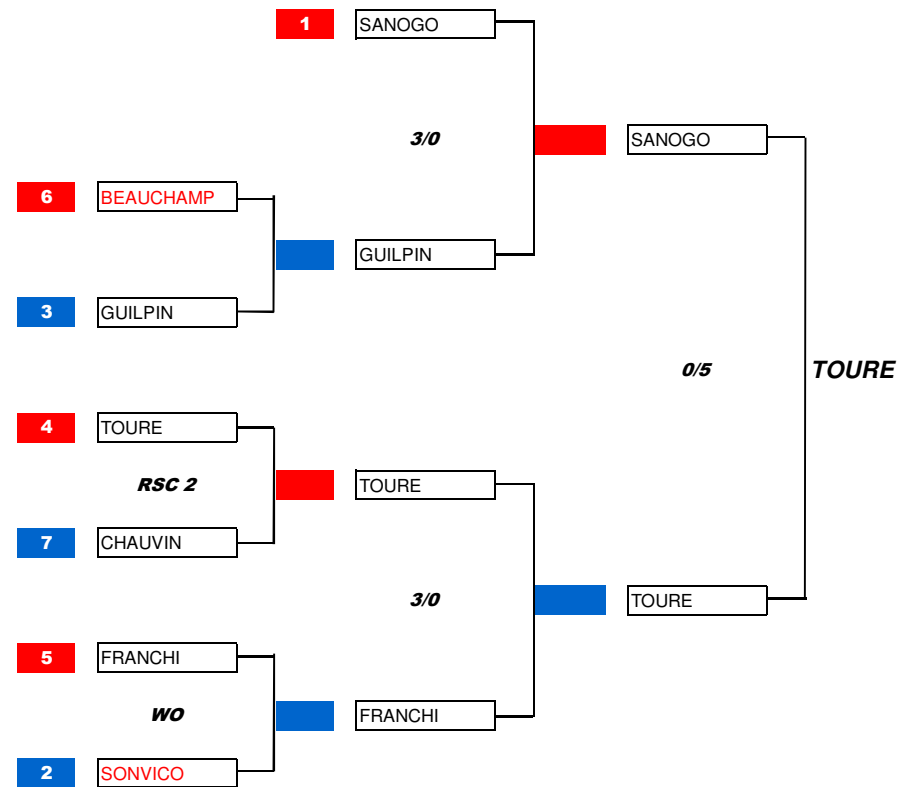 1 SANOGO
3/0
SANOGO
6 BEAUCHAMP
GUILPIN
3 GUILPIN
0/5 TOURE
4 TOURE
RSC 2
TOURE
7 CHAUVIN
3/0
TOURE
5 FRANCHI
WO
FRANCHI
2 SONVICO